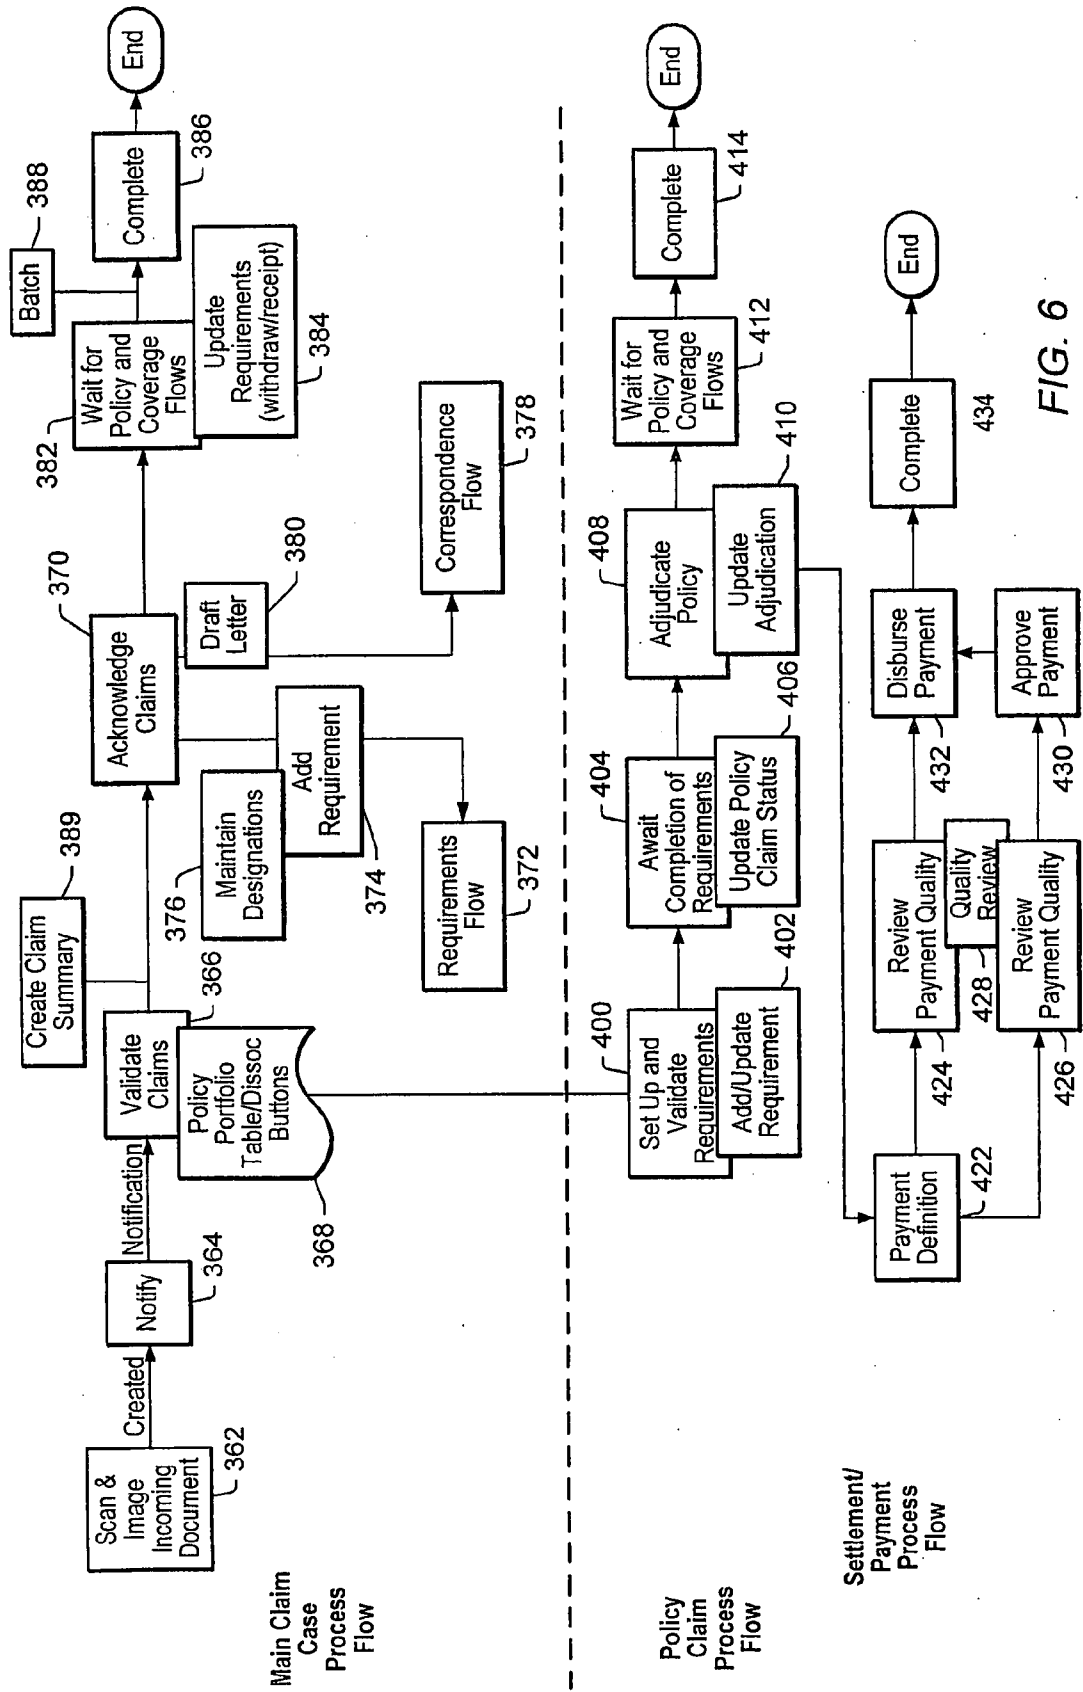 Main Claim
Case
Process
Flow
Scan &
Image
Incoming
Document
362
Created
Notify
364
Notification
Validate
Claims
366
Policy
Portfolio
Table/Dissoc
Buttons
368
Create Claim
Summary
389
Acknowledge
Claims
370
Maintain
Designations
376
Add
Requirement
374
Requirements
Flow
372
Draft
Letter
380
Correspondence
Flow
378
Wait for
Policy and
Coverage
Flows
382
Update
Requirements
(withdraw/receipt)
384
Batch
388
Complete
386
End
Policy
Claim
Process
Flow
Set Up and
Validate
Requirements
400
Add/Update
Requirement
402
Await
Completion of
Requirements
404
Update Policy
Claim Status
406
Adjudicate
Policy
408
Update
Adjudication
410
Wait for
Policy and
Coverage
Flows
412
Complete
414
End
Settlement/
Payment
Process
Flow
Payment
Definition
422
Review
Payment Quality
424
Quality
Review
428
Review
Payment Quality
426
Disburse
Payment
432
Approve
Payment
430
Complete
434
End
FIG. 6